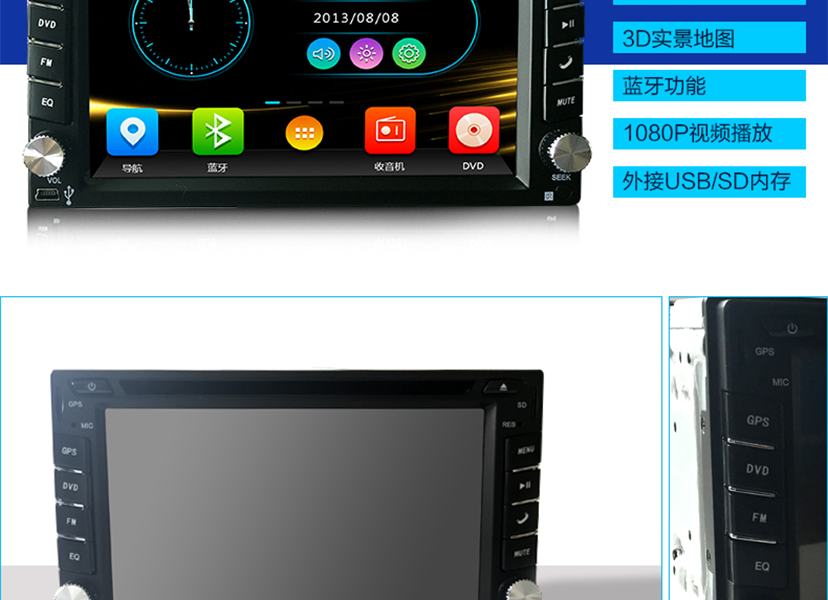 DVD
FM
EQ
VOL
2013/08/08
导航
蓝牙
收音机
DVD
MUTE
SEEK
3D实景地图
蓝牙功能
1080P视频播放
外接USB/SD内存
GPS
MIC
GPS
DVD
FM
EQ
SD
RES
MENU
MUTE
GPS
MIC
GPS
DVD
FM
EQ